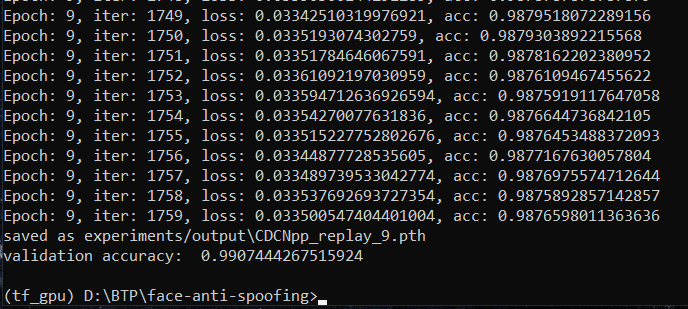 Epoch: 9, iter: 1749, loss: 0.03342510319976921, acc: 0.9879518072289156
Epoch: 9, iter: 1750, loss: 0.0335193074302759, acc: 0.9879303892215568
Epoch: 9, iter: 1751, loss: 0.03351784646067591, acc: 0.9878162202380952
Epoch: 9, iter: 1752, loss: 0.03361092197030959, acc: 0.9876109467455622
Epoch: 9, iter: 1753, loss: 0.033594712636926594, acc: 0.9875919117647058
Epoch: 9, iter: 1754, loss: 0.03354270077631836, acc: 0.9876644736842105
Epoch: 9, iter: 1755, loss: 0.033515227752802676, acc: 0.9876453488372093
Epoch: 9, iter: 1756, loss: 0.03344877728535605, acc: 0.9877167630057804
Epoch: 9, iter: 1757, loss: 0.033489739533042774, acc: 0.9876975574712644
Epoch: 9, iter: 1758, loss: 0.033537692693727354, acc: 0.9875892857142857
Epoch: 9, iter: 1759, loss: 0.033500547404401004, acc: 0.9876598011363636
saved as experiments/output\CDCNpp_replay_9.pth
validation accuracy:  0.9907444267515924
(tf_gpu) D:\BTP\face-anti-spoofing>